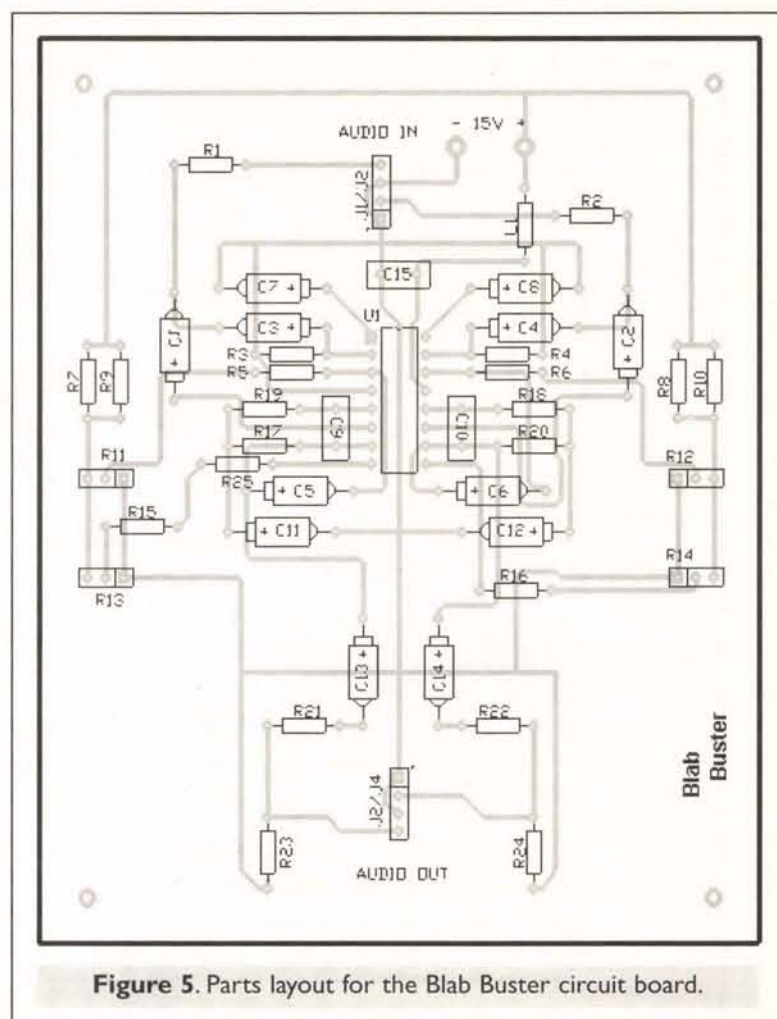 - 15V +
AUDIO IN
R1
J1/J2
R2
L1
C15
C7 +
+ C8
U1
C3 +
+ C4
C1 +
C2 +
R3
R4
R5
R6
R7
R9
R8
R10
R19
R18
C9
C10
R17
R20
R11
R12
R25
+ C5
+ C6
R15
+ C11
C12 +
R14
R16
R13
C13 +
C14 +
R21
R22
Blab
Buster
J2/J4
R23
R24
AUDIO OUT
Figure 5. Parts layout for the Blab Buster circuit board.